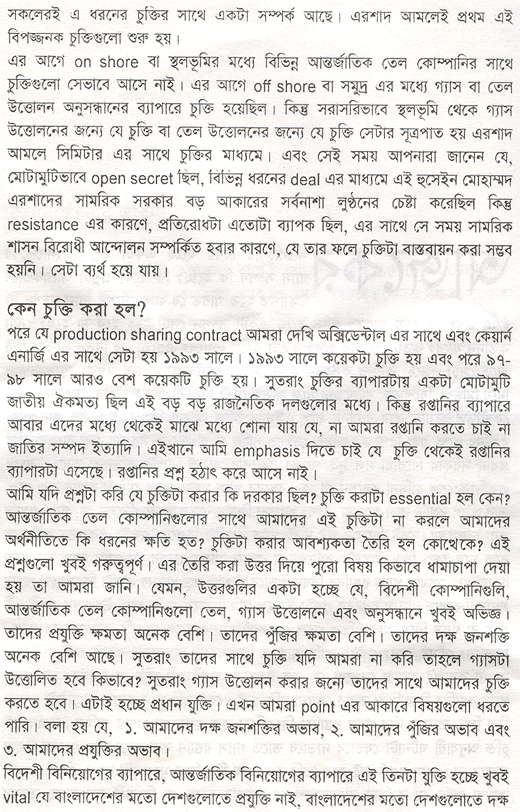 সকলেরই এ ধরনের চুক্তির সাথে একটা সম্পর্ক আছে। এরশাদ আমলেই প্রথম এই
বিপজ্জনক চুক্তিগুলো শুরু হয়।
এর আগে on shore বা স্থলভূমির মধ্যে বিভিন্ন আন্তর্জাতিক তেল কোম্পানির সাথে
চুক্তিগুলো সেভাবে আসে নাই। এর আগে off shore বা সমুদ্র এর মধ্যে গ্যাস বা তেল
উত্তোলন অনুসন্ধানের ব্যাপারে চুক্তি হয়েছিল। কিন্তু সরাসরিভাবে স্থলভূমি থেকে গ্যাস
উত্তোলনের জন্যে যে চুক্তি বা তেল উত্তোলনের জন্যে যে চুক্তি সেটার সূত্রপাত হয় এরশাদ
আমলে সিমিটার এর সাথে চুক্তির মাধ্যমে। এবং সেই সময় আপনারা জানেন যে,
মোটামুটিভাবে open secret ছিল, বিভিন্ন ধরনের deal এর মাধ্যমে এই হুসেইন মোহাম্মদ
এরশাদের সামরিক সরকার বড় আকারের সর্বনাশা লুণ্ঠনের চেষ্টা করেছিল কিন্তু
resistance এর কারণে, প্রতিরোধটা এতোটা ব্যাপক ছিল, এর সাথে সে সময় সামরিক
শাসন বিরোধী আন্দোলন সম্পর্কিত হবার কারণে, যে তার ফলে চুক্তিটা বাস্তবায়ন করা সম্ভব
হয়নি। সেটা ব্যর্থ হয়ে যায়।
কেন চুক্তি করা হল?
পরে যে production sharing contract আমরা দেখি অক্সিডেন্টাল এর সাথে এবং কেয়ার্ন
এনার্জি এর সাথে সেটা হয় ১৯৯৩ সালে। ১৯৯৩ সালে কয়েকটা চুক্তি হয় এবং পরে ৯৭-
৯৮ সালে আরও বেশ কয়েকটি চুক্তি হয়। সুতরাং চুক্তির ব্যাপারটায় একটা মোটামুটি
জাতীয় ঐকমত্য ছিল এই বড় বড় রাজনৈতিক দলগুলোর মধ্যে। কিন্তু রপ্তানির ব্যাপারে
আবার এদের মধ্যে থেকেই মাঝে মধ্যে শোনা যায় যে, না আমরা রপ্তানি করতে চাই না
জাতির সম্পদ ইত্যাদি। এইখানে আমি emphasis দিতে চাই যে চুক্তি থেকেই রপ্তানির
ব্যাপারটা এসেছে। রপ্তানির প্রশ্ন হঠাৎ করে আসে নাই।
আমি যদি প্রশ্নটা করি যে চুক্তিটা করার কি দরকার ছিল? চুক্তি করাটা essential হল কেন?
আন্তর্জাতিক তেল কোম্পানিগুলোর সাথে আমাদের এই চুক্তিটা না করলে আমাদের
অর্থনীতিতে কি ধরনের ক্ষতি হত? চুক্তিটা করার আবশ্যকতা তৈরি হল কোত্থেকে? এই
প্রশ্নগুলো খুবই গরুত্বপূর্ণ। এর তৈরি করা উত্তর দিয়ে পুরো বিষয় কিভাবে ধামাচাপা দেয়া
হয় তা আমরা জানি। যেমন, উত্তরগুলির একটা হচ্ছে যে, বিদেশী কোম্পানিগুলি,
আন্তর্জাতিক তেল কোম্পানিগুলো তেল, গ্যাস উত্তোলনে এবং অনুসন্ধানে খুবই অভিজ্ঞ।
তাদের প্রযুক্তি ক্ষমতা অনেক বেশি। তাদের পুঁজির ক্ষমতা বেশি। তাদের দক্ষ জনশক্তি
অনেক বেশি আছে। সুতরাং তাদের সাথে চুক্তি যদি আমরা না করি তাহলে গ্যাসটা
উত্তোলিত হবে কিভাবে? সুতরাং গ্যাস উত্তোলন করার জন্যে তাদের সাথে আমাদের চুক্তি
করতে হবে। এটাই হচ্ছে প্রধান যুক্তি। এখন আমরা point এর আকারে বিষয়গুলো ধরতে
পারি। বলা হয় যে, ১. আমাদের দক্ষ জনশক্তির অভাব, ২. আমাদের পুঁজির অভাব এবং
৩. আমাদের প্রযুক্তির অভাব।
বিদেশী বিনিয়োগের ব্যাপারে, আন্তর্জাতিক বিনিয়োগের ব্যাপারে এই তিনটা যুক্তি হচ্ছে খুবই
vital যে বাংলাদেশের মতো দেশগুলোতে প্রযুক্তি নাই, বাংলাদেশের মতো দেশগুলোতে দক্ষ